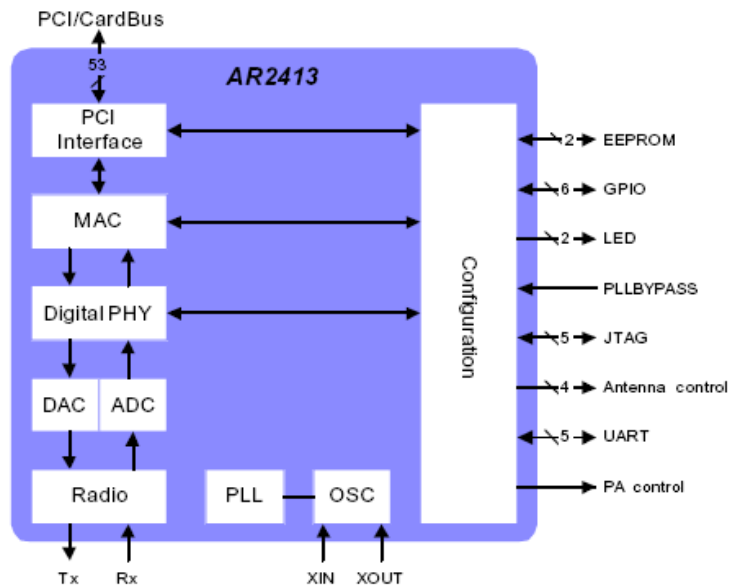 PCI/CardBus
53
AR2413
PCI
Interface
MAC
Digital PHY
DAC
ADC
Radio
PLL
OSC
Configuration
2
EEPROM
6
GPIO
2
LED
PLLBYPASS
5
JTAG
4
Antenna control
5
UART
PA control
Tx
Rx
XIN
XOUT